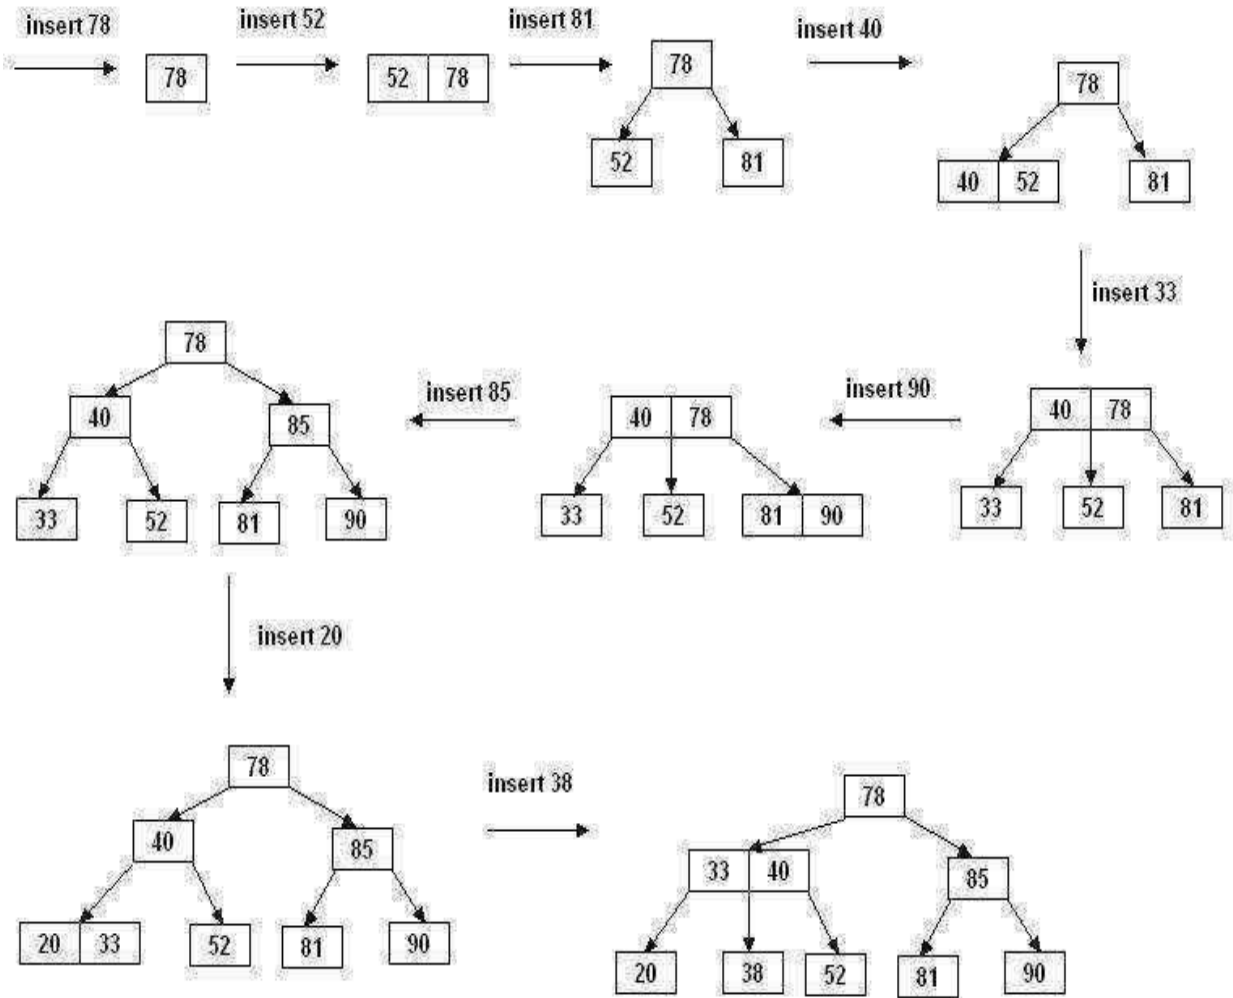 insert 78
78
insert 52
52 78
insert 81
78
52 81
insert 40
78
40 52 81
insert 33
40 78
33 52 81
insert 90
40 78
33 52 81 90
insert 85
78
40 85
33 52 81 90
insert 20
78
40 85
20 33 52 81 90
insert 38
78
33 40 85
20 38 52 81 90